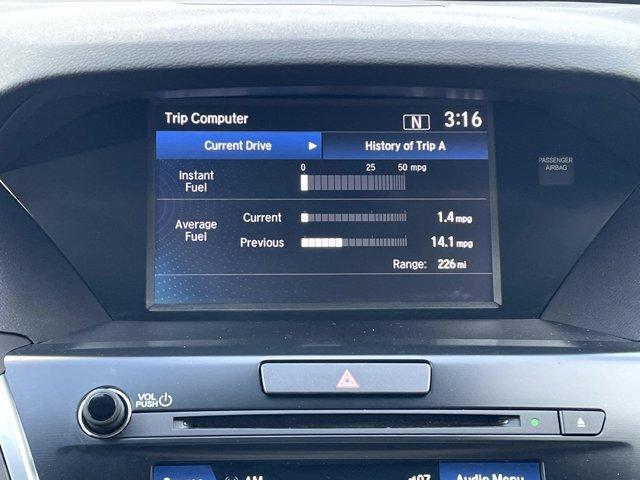 Trip Computer N 3:16
Current Drive History of Trip A
0 25 50 mpg
Instant
Fuel
Average
Fuel
Current 1.4 mpg
Previous 14.1 mpg
Range: 226 mi
PASSENGER
AIRBAG
VOL
PUSH
AM
Audio Menu